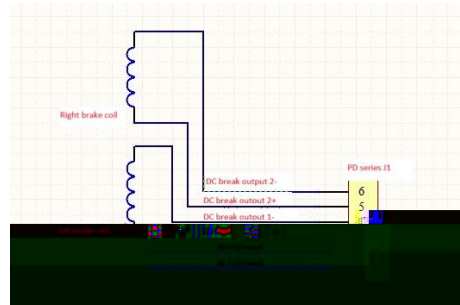 Right brake coil
PD series J1
DC break output 2-
6
DC break output 2+
5
DC break output 1-